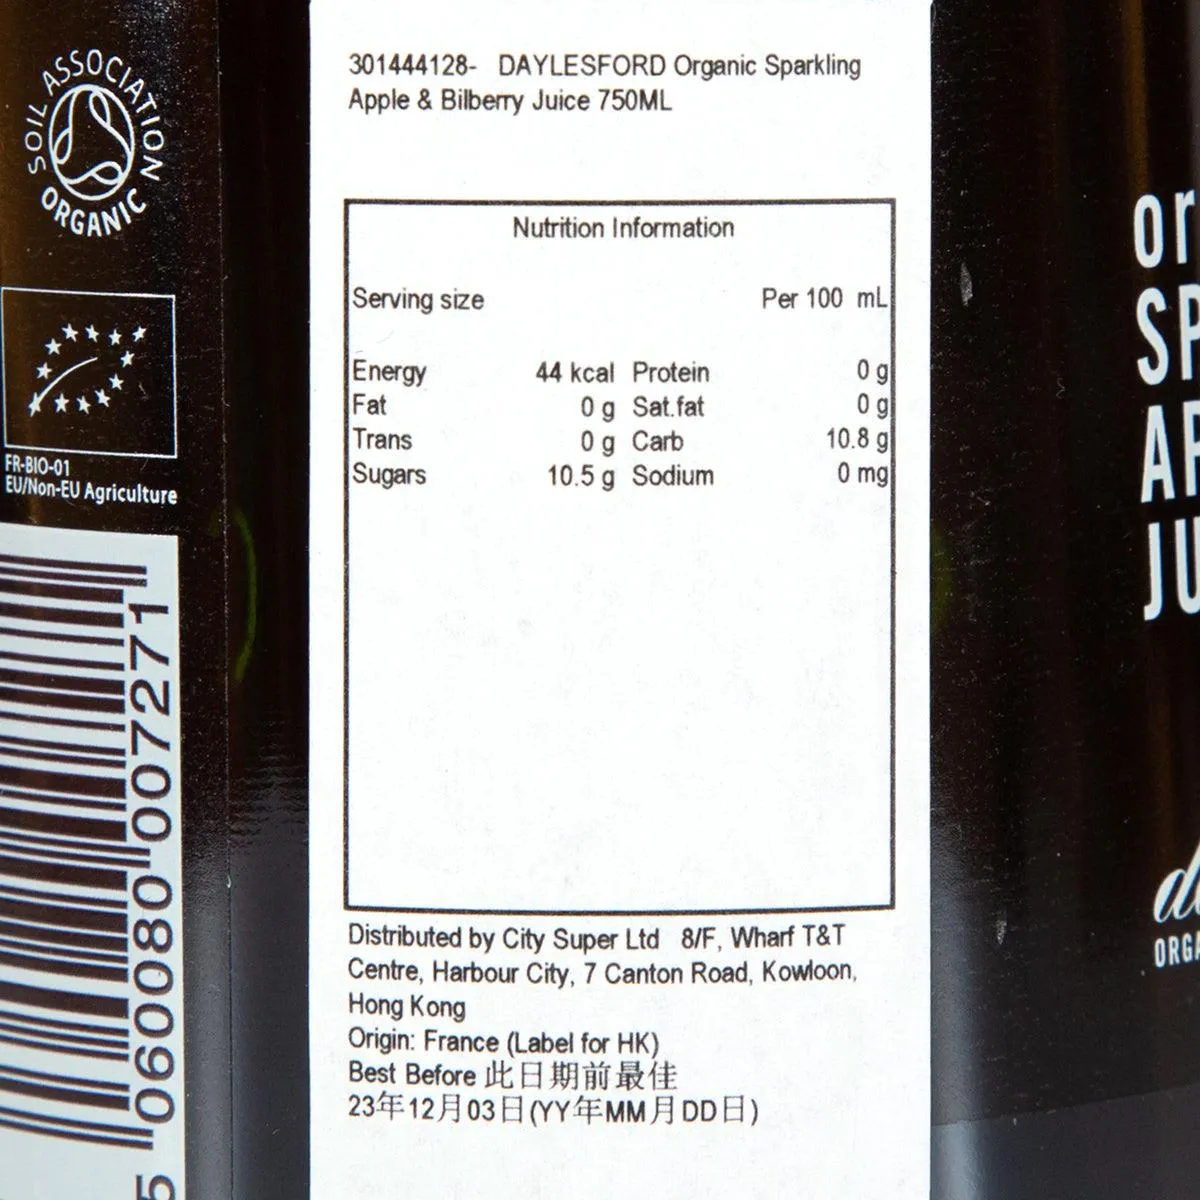 SOIL ASSOCIATION
ORGANIC
FR-BIO-01
EU/Non-EU Agriculture
5 060080 007271
301444128- DAYLESFORD Organic Sparkling
Apple & Bilberry Juice 750ML
Nutrition Information
Serving size Per 100 mL
Energy 44 kcal Protein 0 g
Fat 0 g Sat.fat 0 g
Trans 0 g Carb 10.8 g
Sugars 10.5 g Sodium 0 mg
Distributed by City Super Ltd 8/F, Wharf T&T
Centre, Harbour City, 7 Canton Road, Kowloon,
Hong Kong
Origin: France (Label for HK)
Best Before 此日期前最佳
23年12月03日(YY年MM月DD日)
or
SP
AP
JU
ORGA